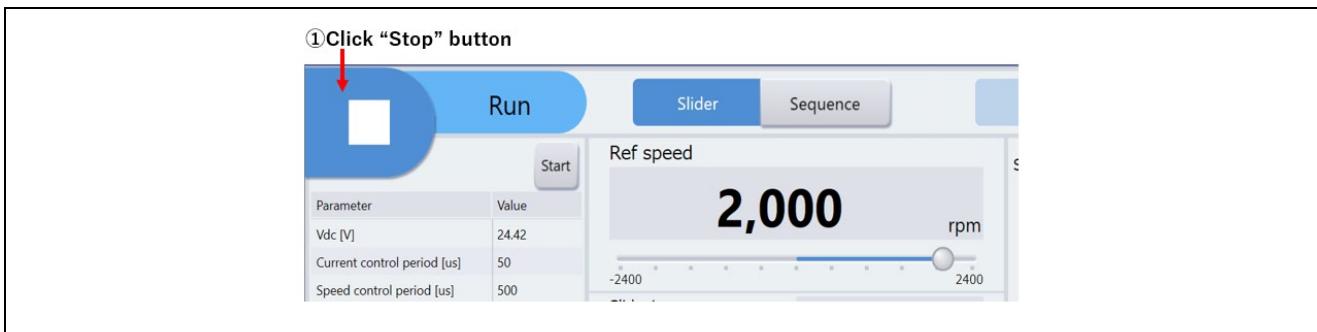 ①Click “Stop” button
Run
Slider
Sequence
Start
Ref speed
2,000
rpm
-2400
2400
Parameter Value
Vdc [V] 24.42
Current control period [us] 50
Speed control period [us] 500